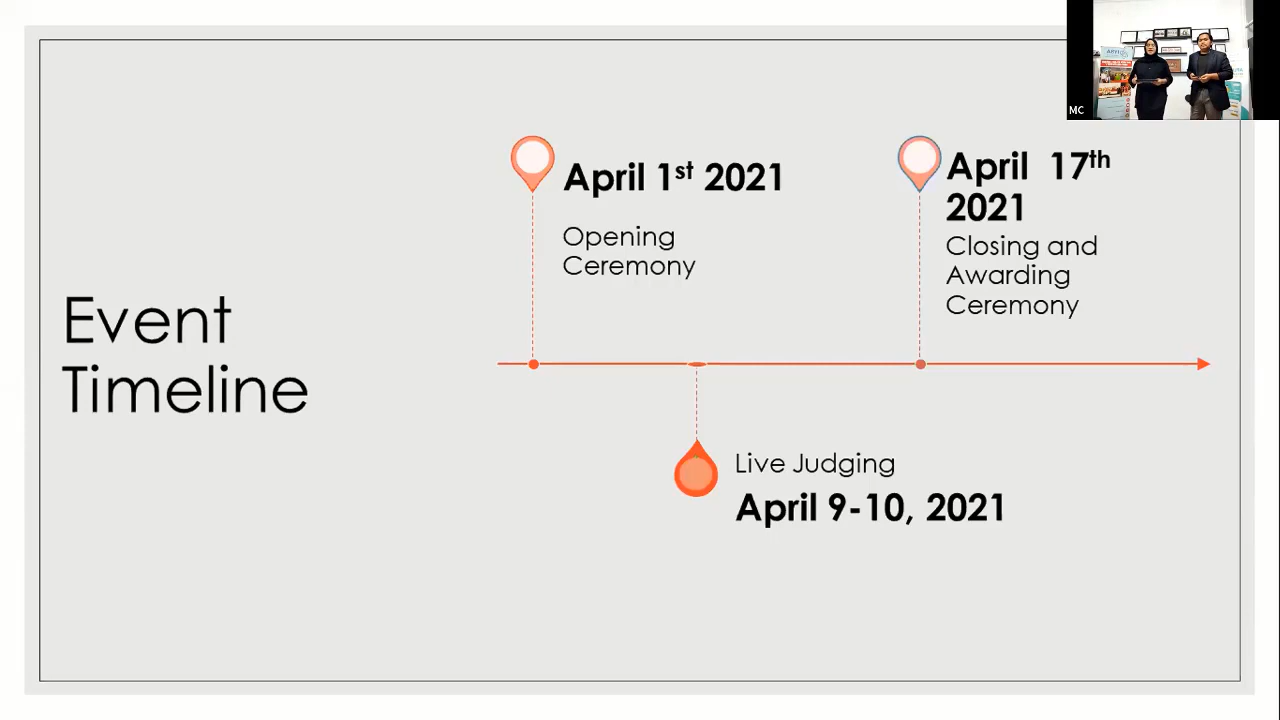 Event
Timeline
April 1st 2021
Opening
Ceremony
April 17th
2021
Closing and
Awarding
Ceremony
Live Judging
April 9-10, 2021
MC